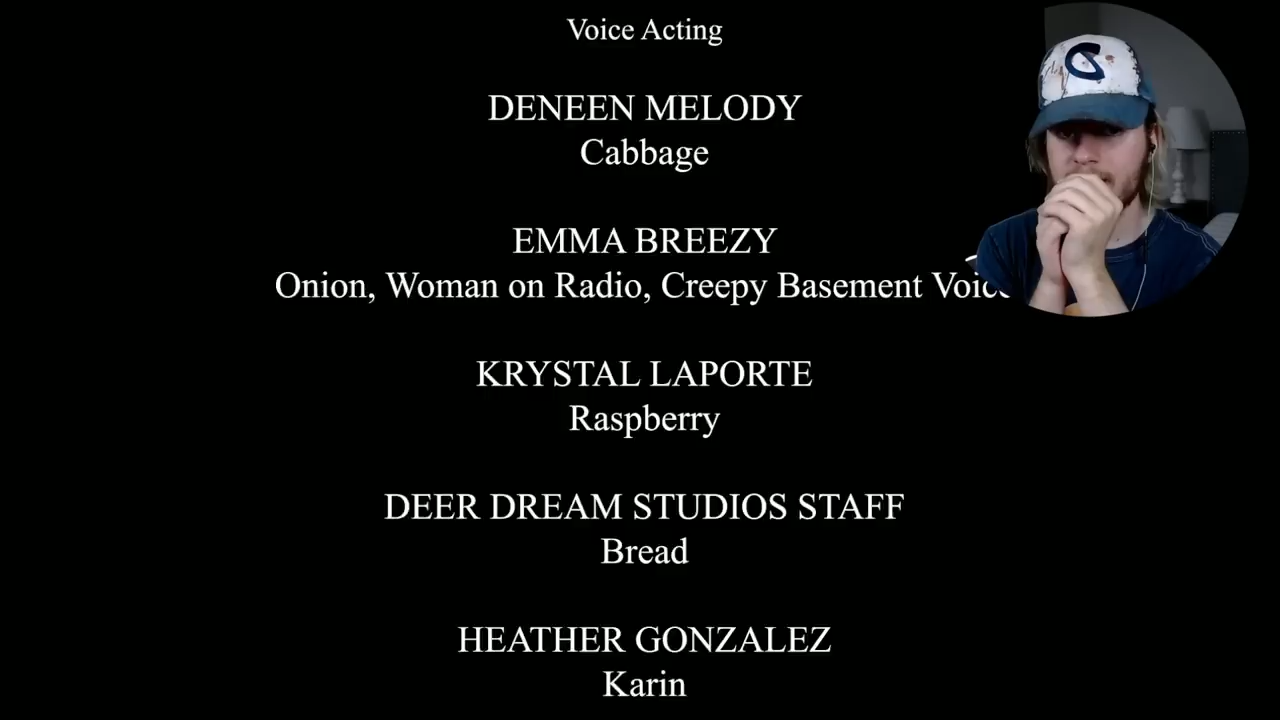 Voice Acting
DENEEN MELODY
Cabbage
EMMA BREEZY
Onion, Woman on Radio, Creepy Basement Voice
KRYSTAL LAPORTE
Raspberry
DEER DREAM STUDIOS STAFF
Bread
HEATHER GONZALEZ
Karin